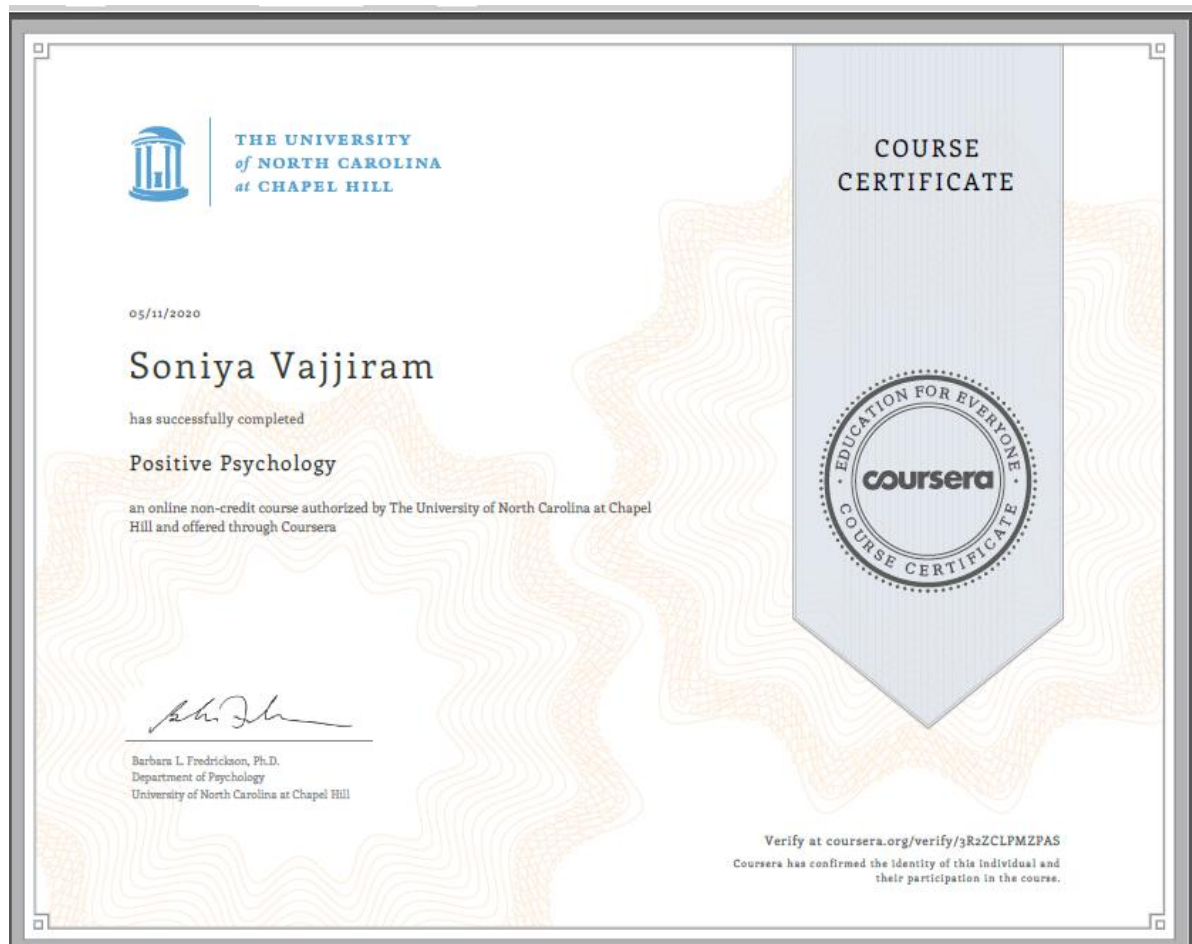 THE UNIVERSITY
of NORTH CAROLINA
at CHAPEL HILL
COURSE
CERTIFICATE
05/11/2020
Soniya Vajjiram
has successfully completed
Positive Psychology
an online non-credit course authorized by The University of North Carolina at Chapel
Hill and offered through Coursera
EDUCATION FOR EVERYONE
coursera
COURSE CERTIFICATE
Barbara L. Fredrickson, Ph.D.
Department of Psychology
University of North Carolina at Chapel Hill
Verify at coursera.org/verify/3R2ZCLPMZPAS
Coursera has confirmed the identity of this individual and
their participation in the course.